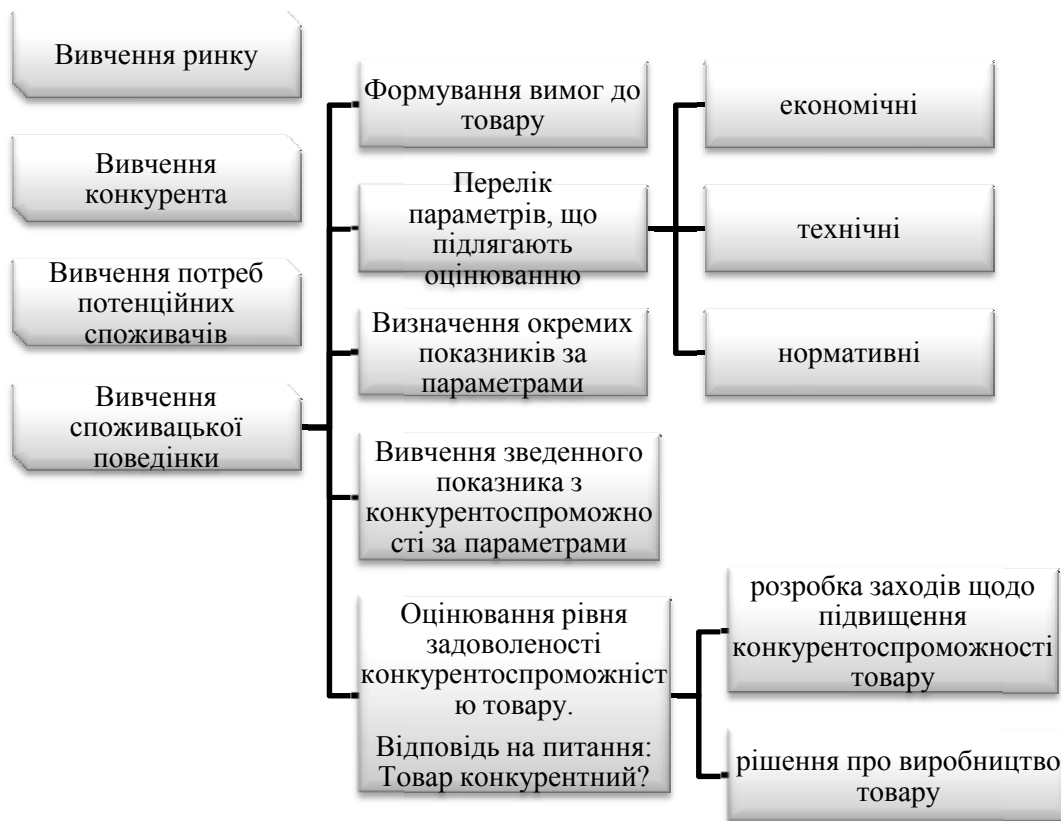 Вивчення ринку
Вивчення
конкурента
Вивчення потреб
потенційних
споживачів
Вивчення
споживацької
поведінки
Формування вимог до
товару
Перелік
параметрів, що
підлягають
оцінюванню
Визначення окремих
показників за
параметрами
Вивчення зведенного
показника з
конкурентоспроможно
сті за параметрами
Оцінювання рівня
задоволеності
конкурентоспроможніст
ю товару.
Відповідь на питання:
Товар конкурентний?
економічні
технічні
нормативні
розробка заходів щодо
підвищення
конкурентоспроможності
товару
рішення про виробництво
товару